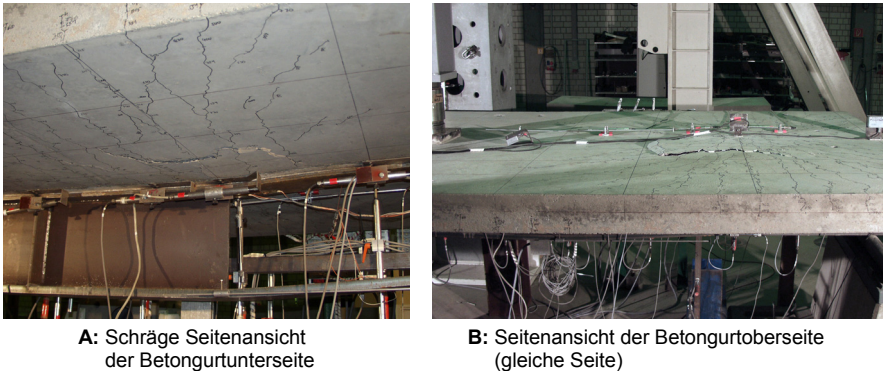 A: Schräge Seitenansicht
der Betongurtunterseite
B: Seitenansicht der Betongurtoberseite
(gleiche Seite)